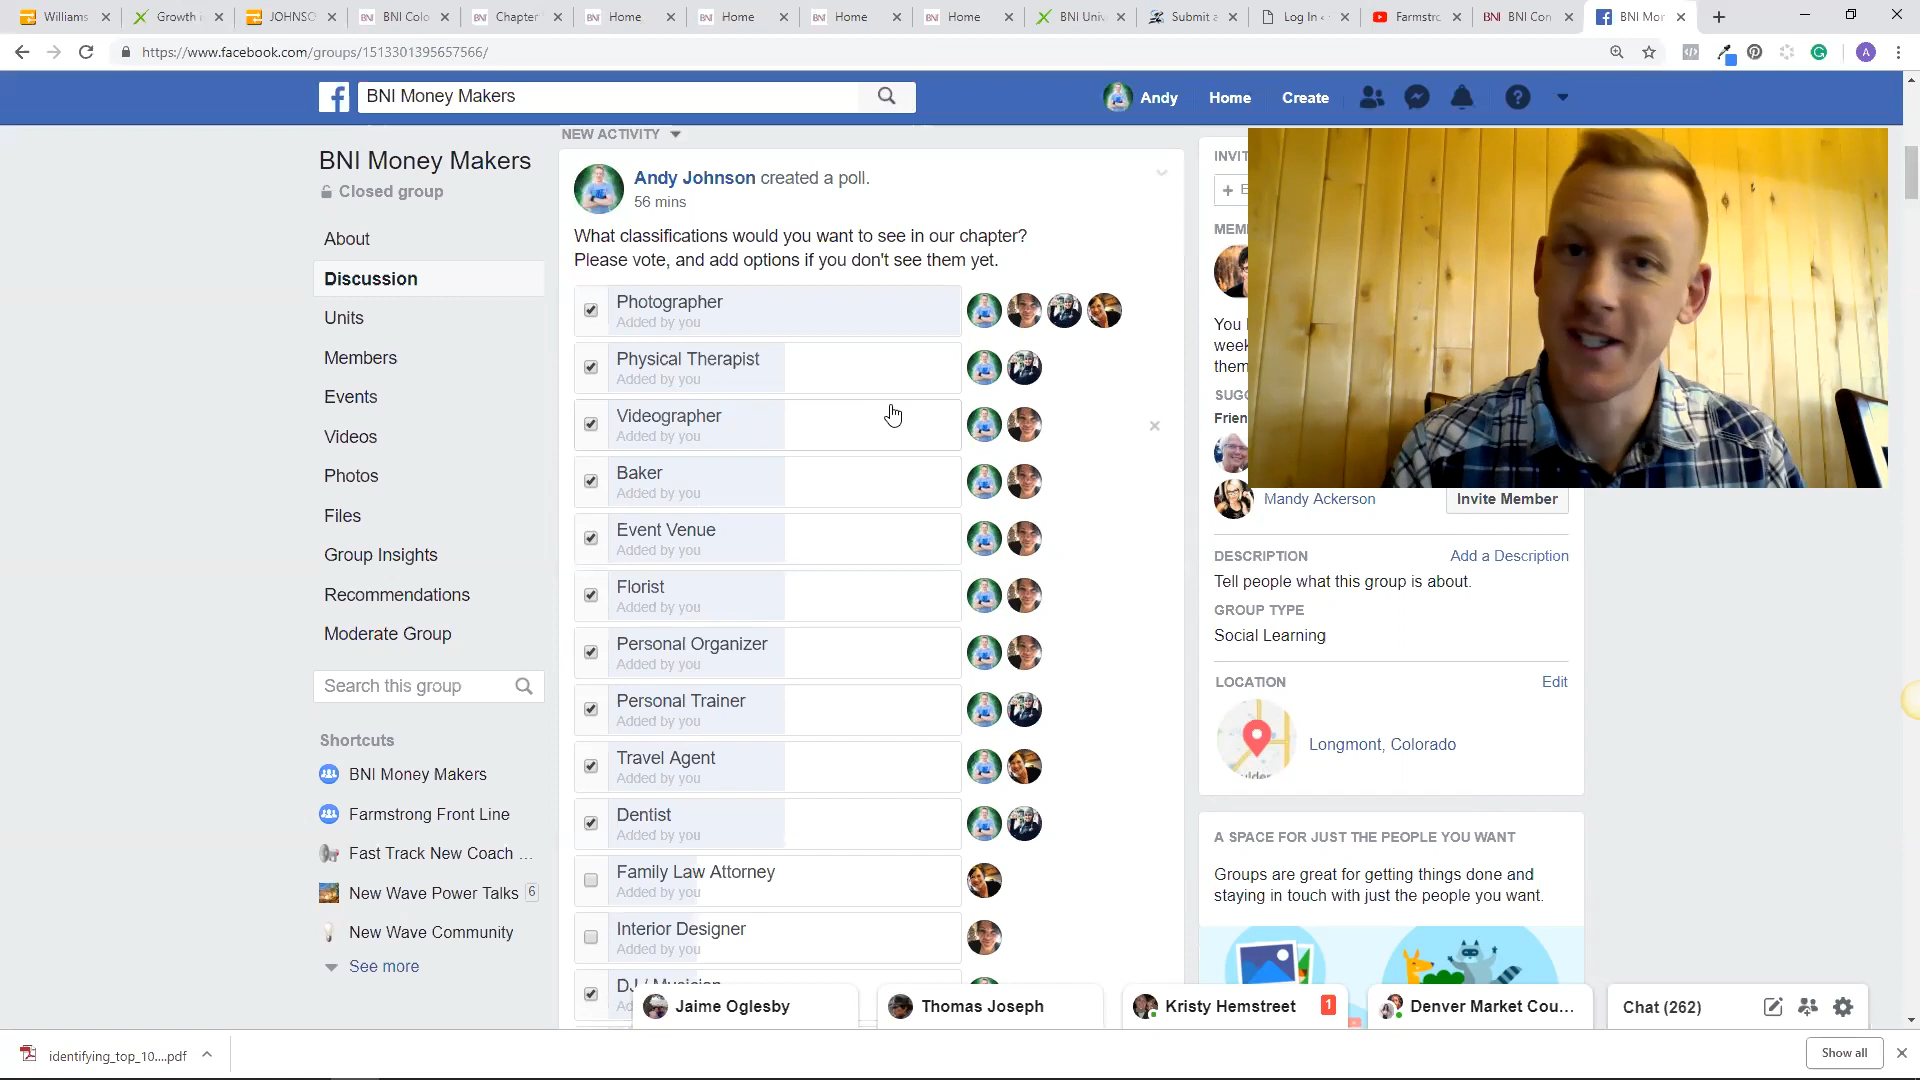 Williams
Growth
JOHNSO
BNI Colo
Chapter
Home
Home
Home
Home
BNI Univ
Submit a
Log In ‹
Farmstro
BNI Con
BNI Mon
https://www.facebook.com/groups/1513301395657566/
A
BNI Money Makers
Andy
Home
Create
BNI Money Makers
Closed group
About
Discussion
Units
Members
Events
Videos
Photos
Files
Group Insights
Recommendations
Moderate Group
Search this group
Shortcuts
BNI Money Makers
Farmstrong Front Line
Fast Track New Coach ...
New Wave Power Talks 6
New Wave Community
See more
NEW ACTIVITY
Andy Johnson created a poll.
56 mins
What classifications would you want to see in our chapter?
Please vote, and add options if you don't see them yet.
Photographer
Added by you
Physical Therapist
Added by you
Videographer
Added by you
Baker
Added by you
Event Venue
Added by you
Florist
Added by you
Personal Organizer
Added by you
Personal Trainer
Added by you
Travel Agent
Added by you
Dentist
Added by you
Family Law Attorney
Added by you
Interior Designer
Added by you
DJ / Musician
INVIT
+ E
MEM
You
week
them
SUGG
Frien
Mandy Ackerson
Invite Member
DESCRIPTION
Add a Description
Tell people what this group is about.
GROUP TYPE
Social Learning
LOCATION
Edit
Longmont, Colorado
A SPACE FOR JUST THE PEOPLE YOU WANT
Groups are great for getting things done and
staying in touch with just the people you want.
Jaime Oglesby
Thomas Joseph
Kristy Hemstreet 1
Denver Market Cou...
Chat (262)
identifying_top_10....pdf
Show all